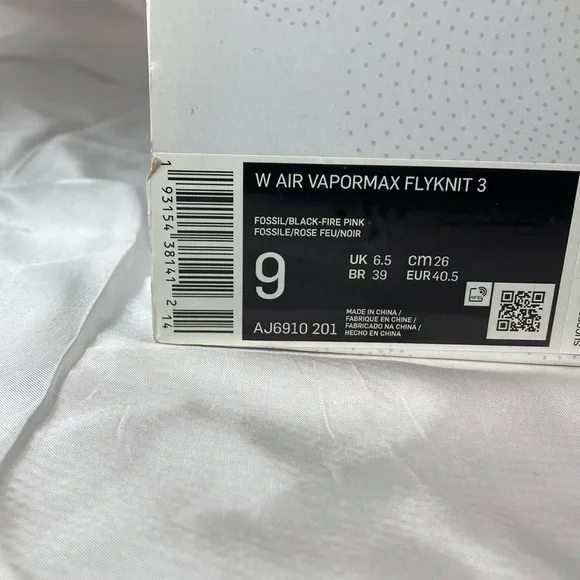 W AIR VAPORMAX FLYKNIT 3
FOSSIL/BLACK-FIRE PINK
FOSSILE/ROSE FEU/NOIR
9
UK 6.5 cm 26
BR 39 EUR 40.5
AJ6910 201
MADE IN CHINA /
FABRIQUE EN CHINE /
FABRICADO NA CHINA /
HECHO EN CHINA
1 93154 38141 2 14